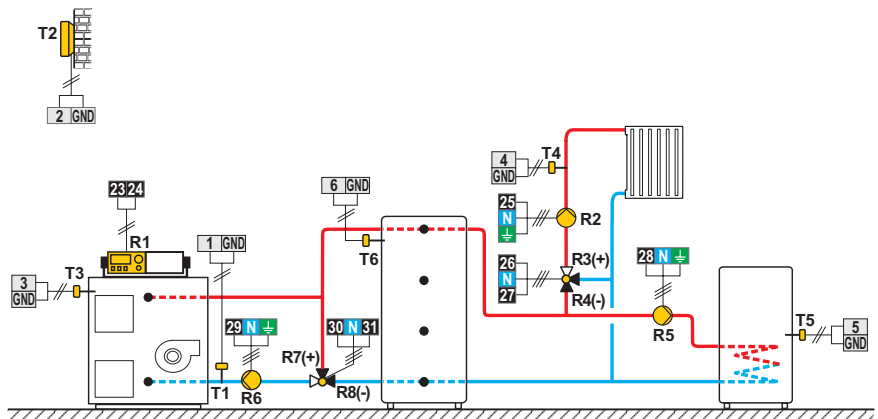 T2
2 GND
23 24
R1
1 GND
3
GND
T3
T1
29 N
R6
R7(+)
R8(-)
30 N 31
6 GND
T6
4
GND
T4
25
N
R2
26
N
27
R3(+)
R4(-)
28 N
R5
T5
5
GND